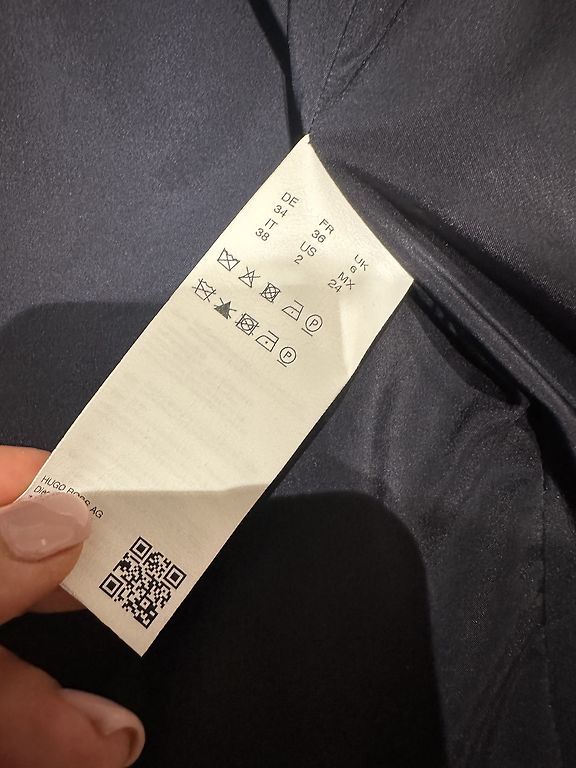 DE FR UK
34 36 6
IT US MX
38 2 24
P
P
HUGO BOSS AG